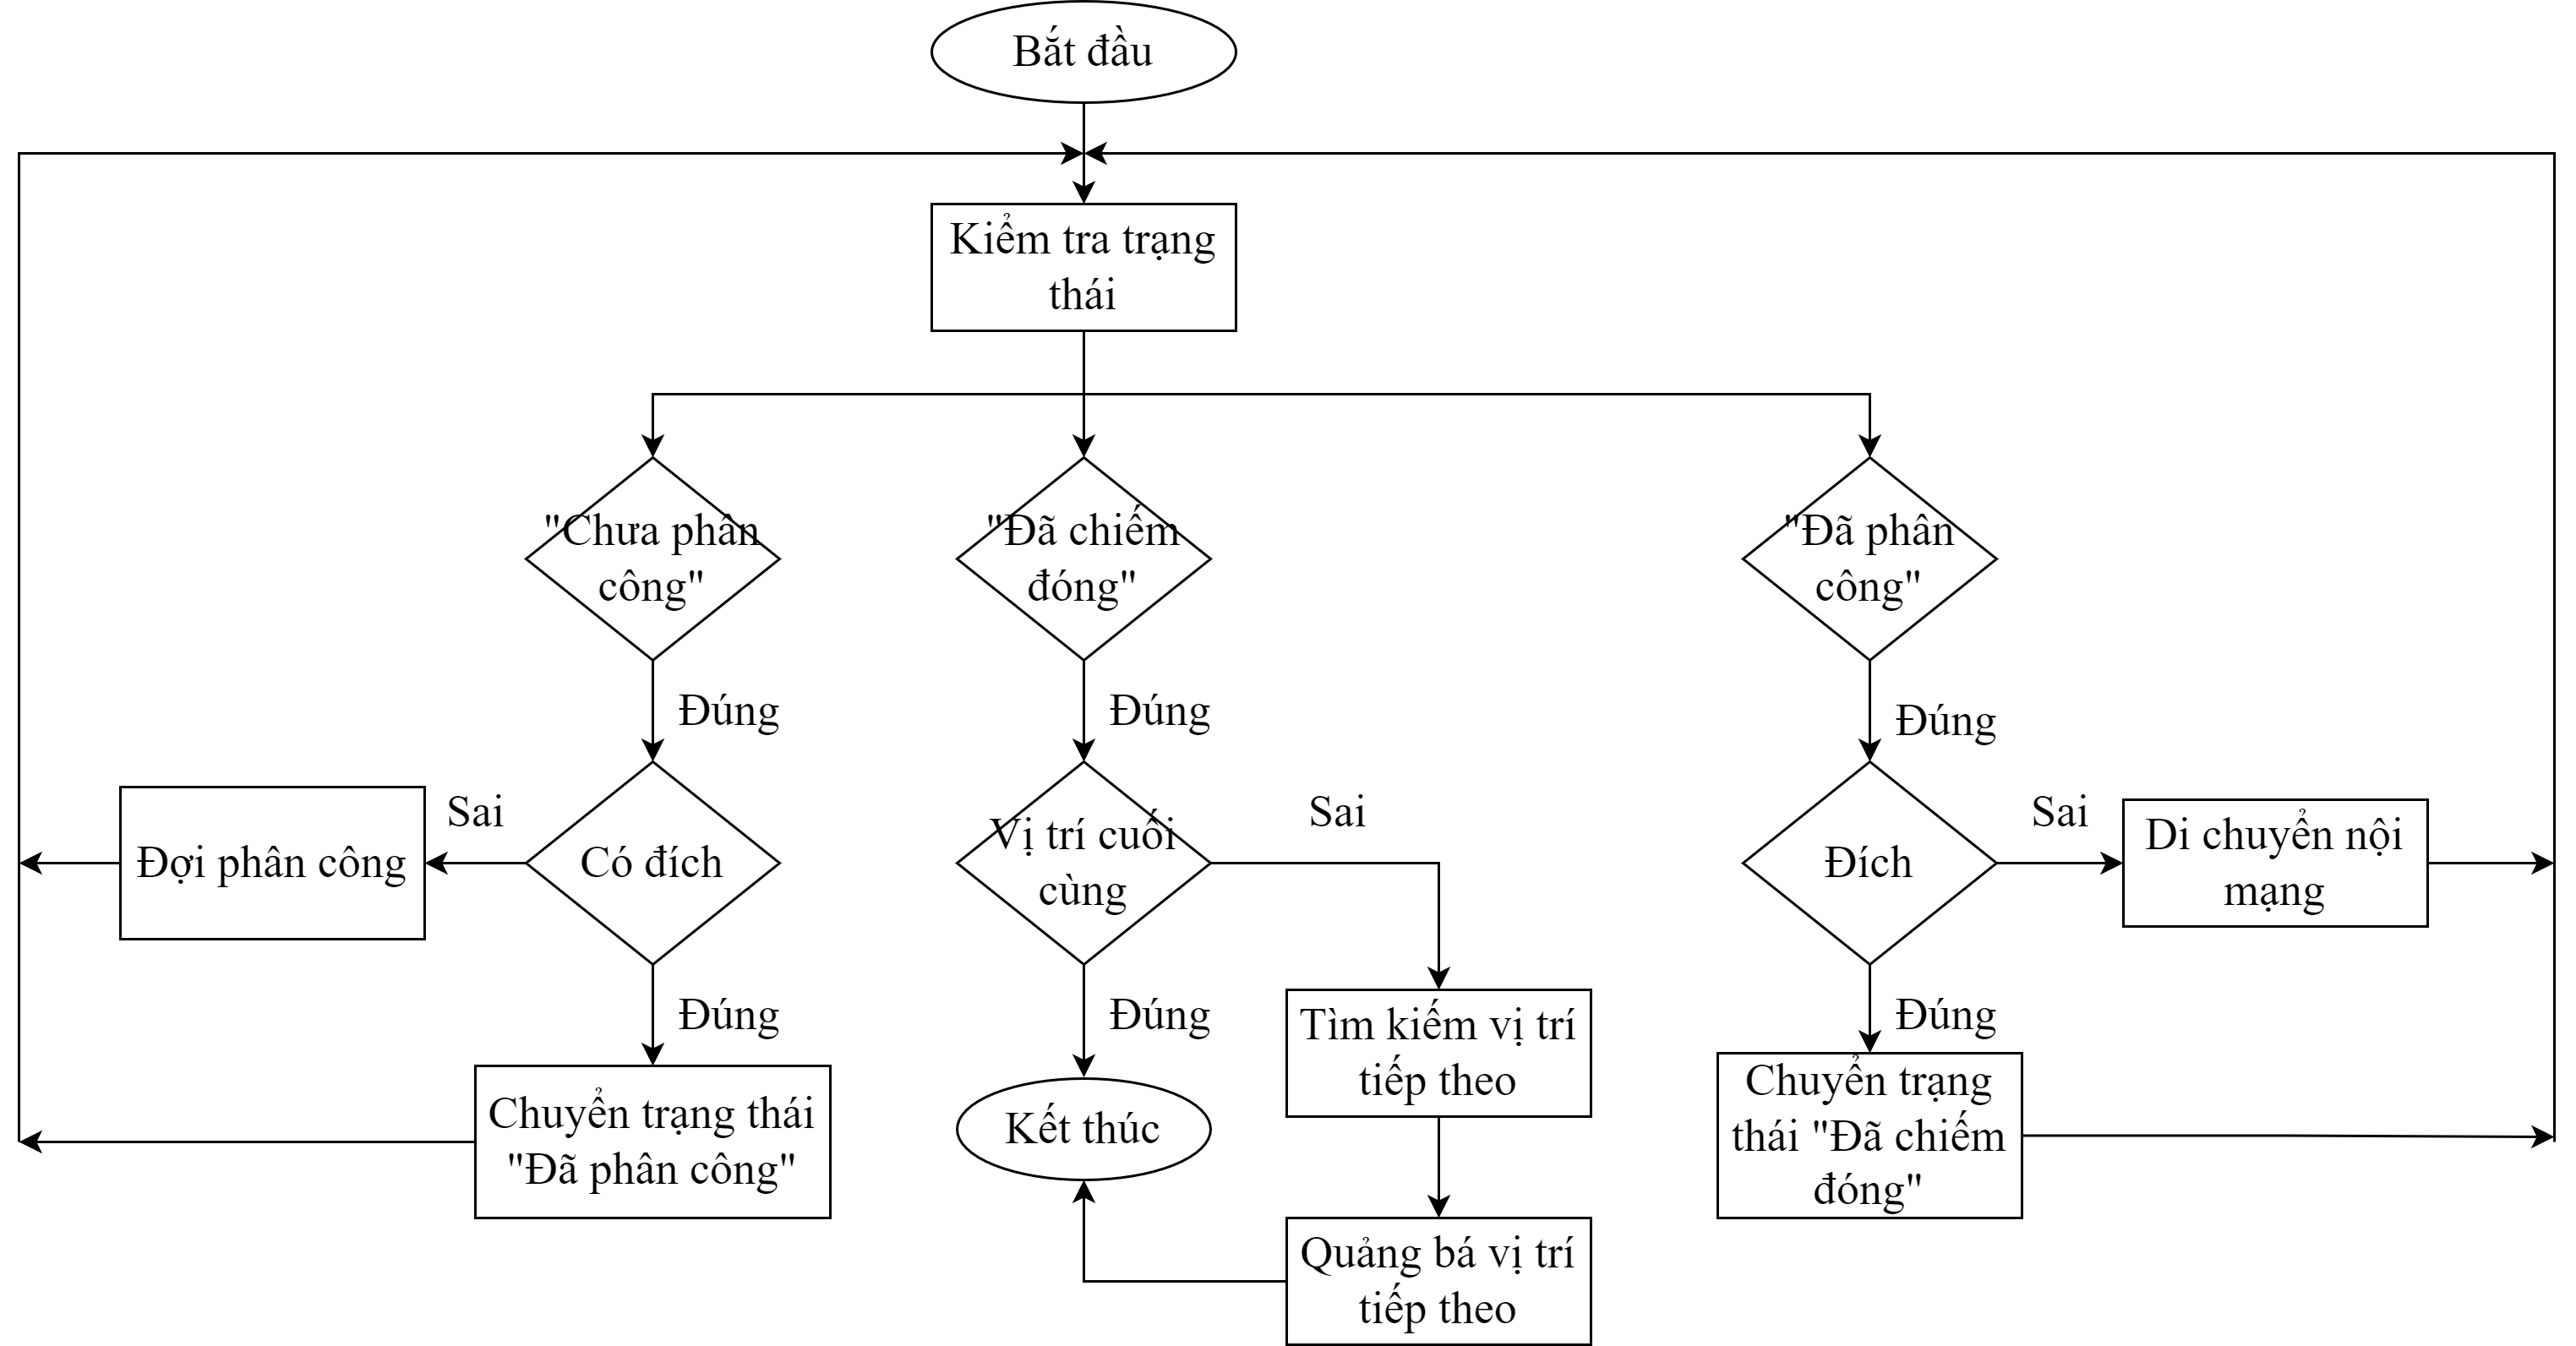 Bắt đầu
Kiểm tra trạng
thái
"Chưa phân
công"
"Đã chiếm
đóng"
"Đã phân
công"
Đúng
Đúng
Đúng
Đợi phân công
Sai
Có đích
Vị trí cuối
cùng
Sai
Đích
Sai
Di chuyển nội
mạng
Đúng
Đúng
Đúng
Chuyển trạng thái
"Đã phân công"
Kết thúc
Tìm kiếm vị trí
tiếp theo
Quảng bá vị trí
tiếp theo
Chuyển trạng
thái "Đã chiếm
đóng"